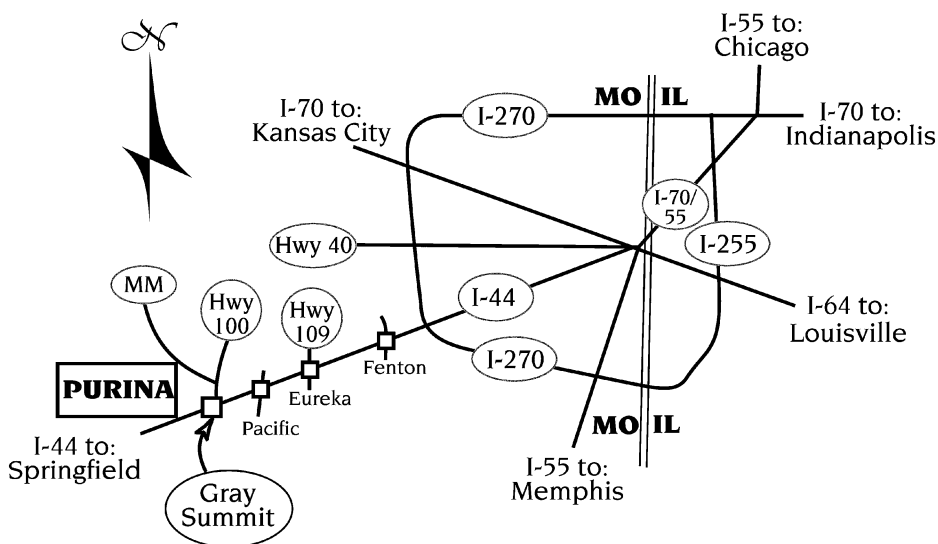 N
I-55 to:
Chicago
MO IL
I-70 to:
Kansas City
I-270
I-70 to:
Indianapolis
I-70/
55
Hwy 40
I-255
MM
Hwy
100
Hwy
109
I-44
I-64 to:
Louisville
Fenton
I-270
PURINA
Eureka
Pacific
MO IL
I-44 to:
Springfield
I-55 to:
Memphis
Gray
Summit